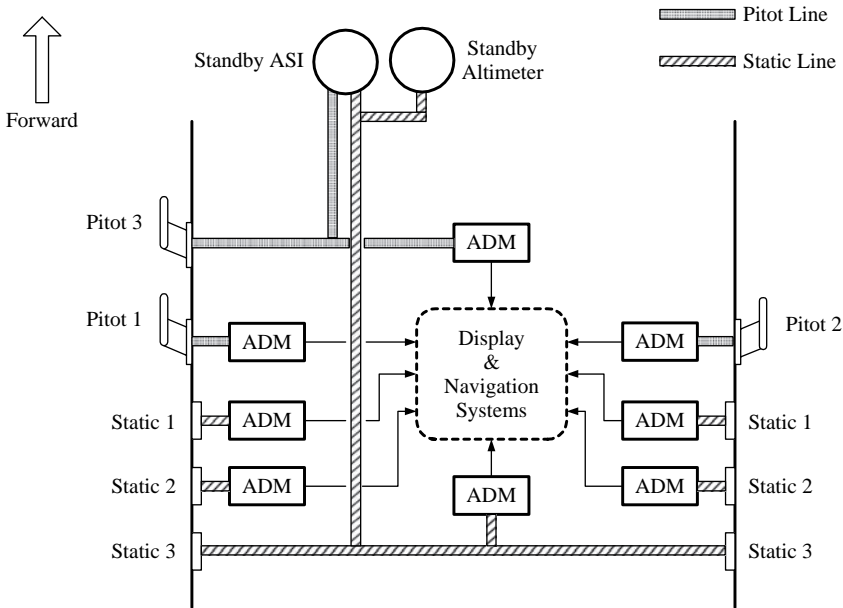 Pitot Line
Standby ASI
Standby
Altimeter
Static Line
Forward
Pitot 3
ADM
Pitot 1
ADM
Display
&
Navigation
Systems
ADM
Pitot 2
Static 1
ADM
ADM
Static 1
Static 2
ADM
ADM
ADM
Static 2
Static 3
Static 3